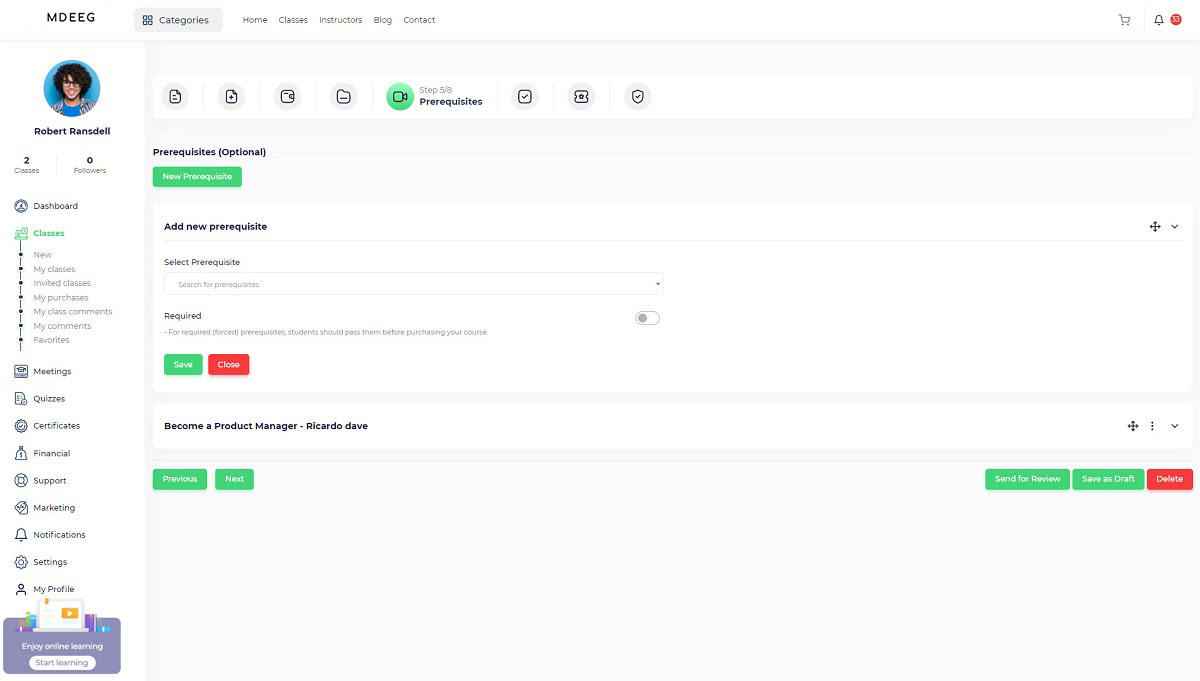 MDEEG
Categories
Home
Classes
Instructors
Blog
Contact
33
Robert Ransdell
2
Classes
0
Followers
Dashboard
Classes
New
My classes
Invited classes
My purchases
My class comments
My comments
Favorites
Meetings
Quizzes
Certificates
Financial
Support
Marketing
Notifications
Settings
My Profile
Enjoy online learning
Start learning
Step 5/8
Prerequisites
Prerequisites (Optional)
New Prerequisite
Add new prerequisite
Select Prerequisite
Search for prerequisites
Required
- For required (forced) prerequisites, students should pass them before purchasing your course.
Save
Close
Become a Product Manager - Ricardo dave
Previous
Next
Send for Review
Save as Draft
Delete